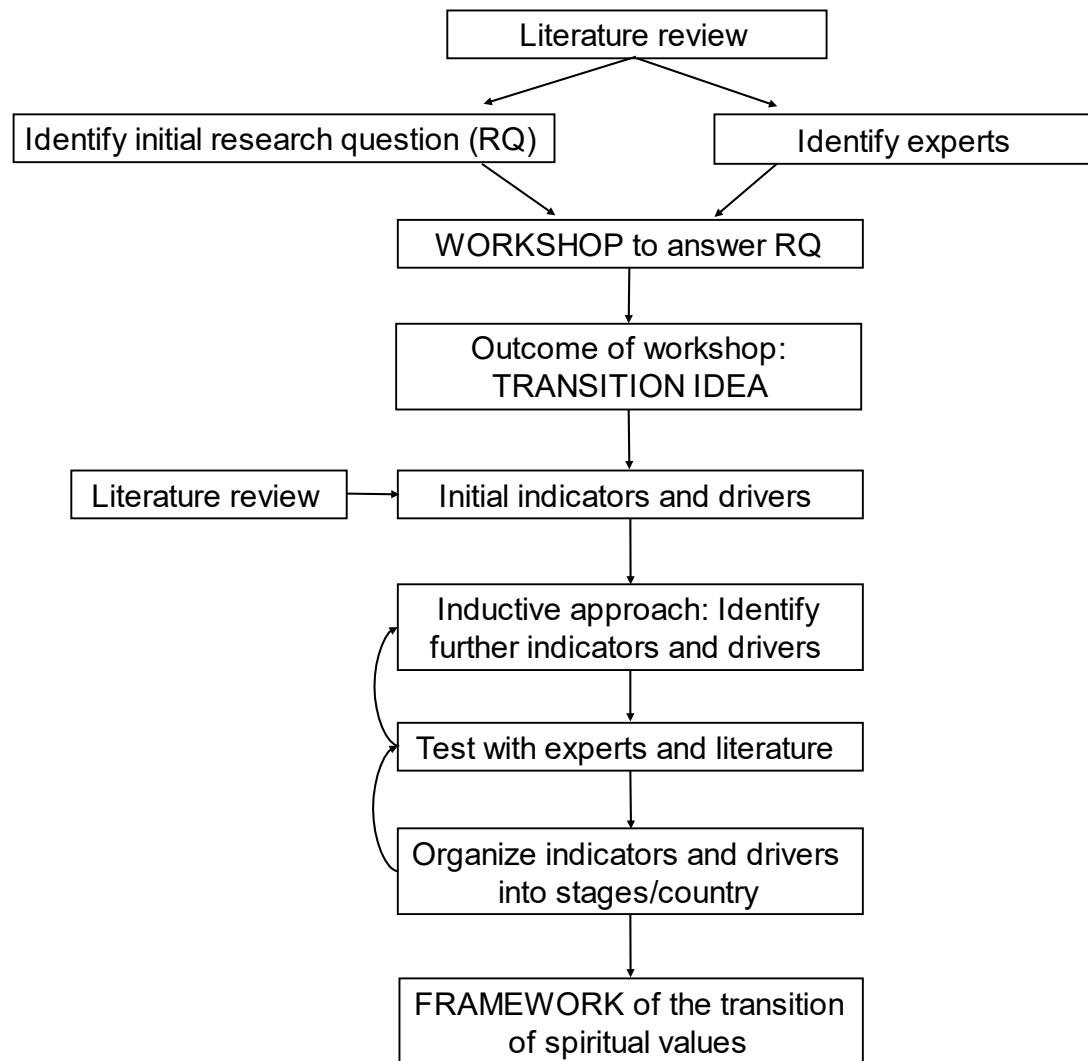 Literature review
Identify initial research question (RQ)
Identify experts
WORKSHOP to answer RQ
Outcome of workshop:
TRANSITION IDEA
Literature review
Initial indicators and drivers
Inductive approach: Identify
further indicators and drivers
Test with experts and literature
Organize indicators and drivers
into stages/country
FRAMEWORK of the transition
of spiritual values